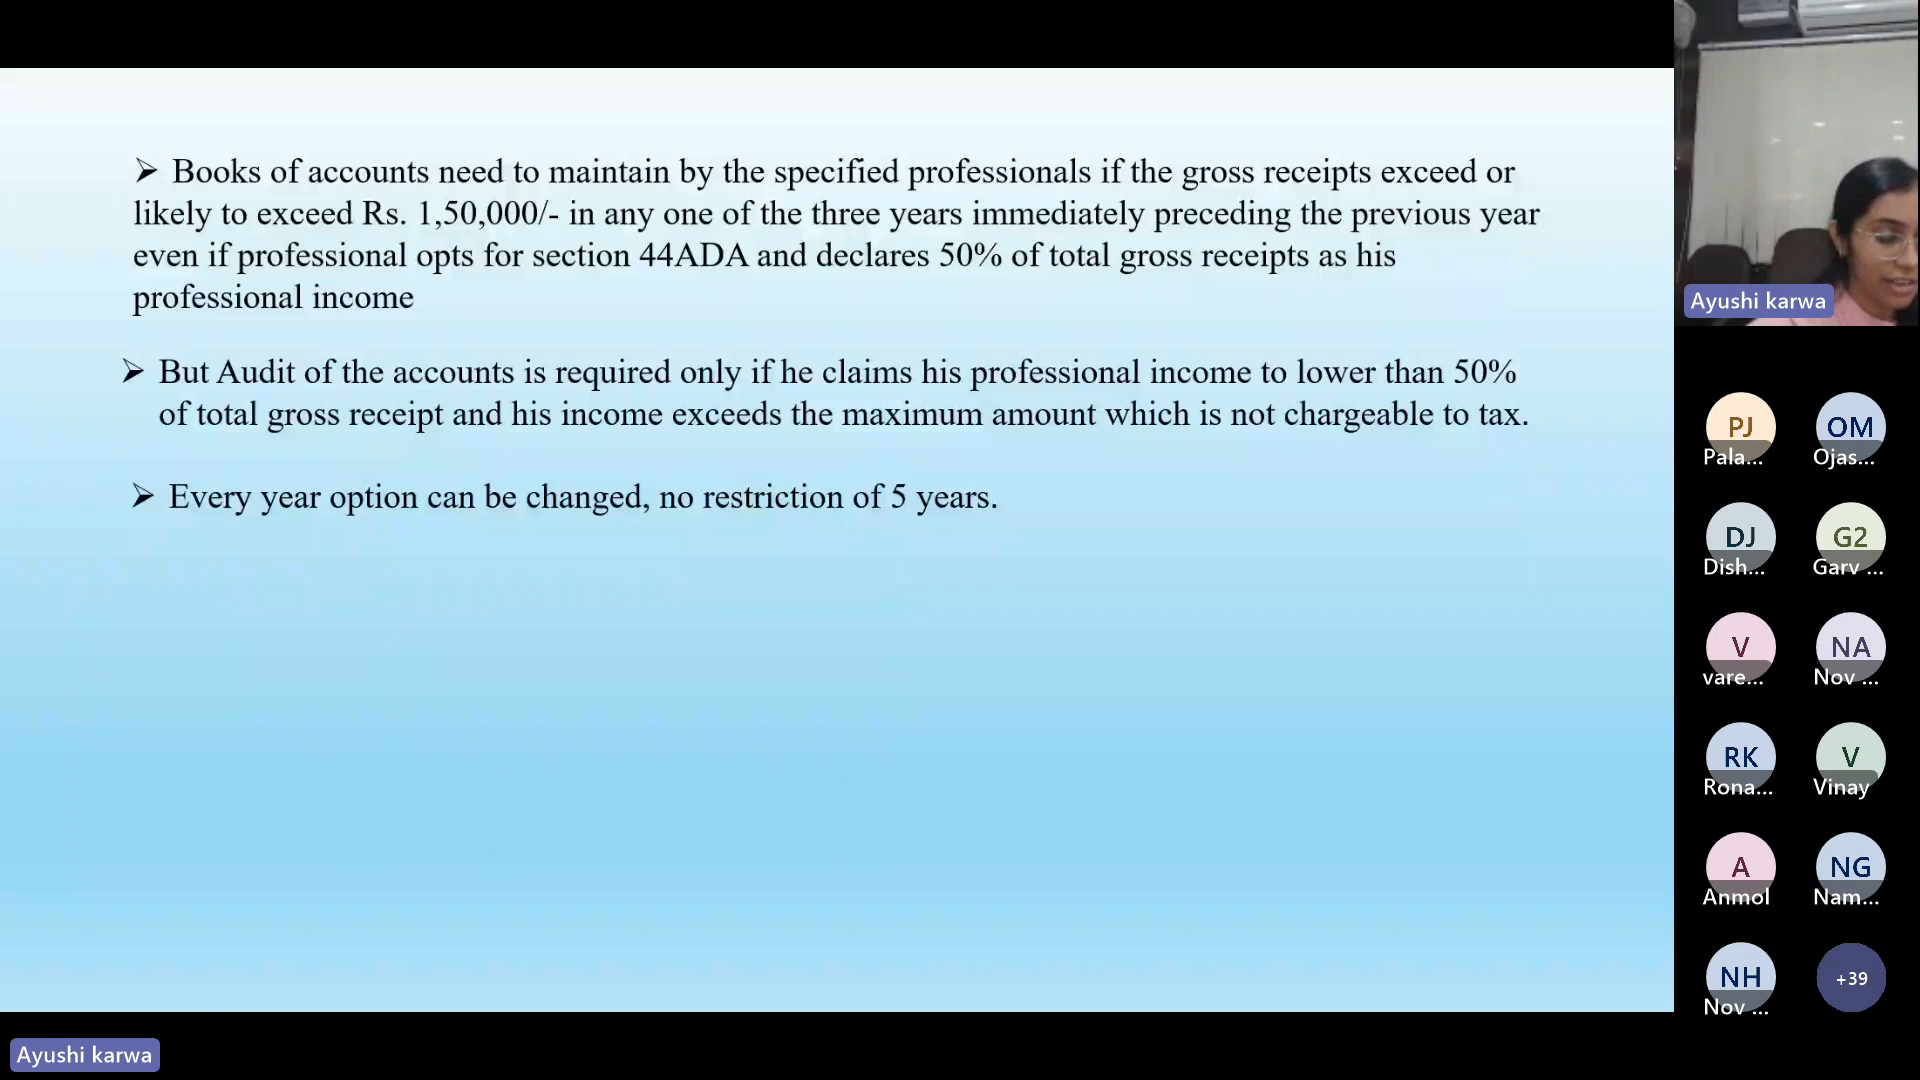 ➢ Books of accounts need to maintain by the specified professionals if the gross receipts exceed or
likely to exceed Rs. 1,50,000/- in any one of the three years immediately preceding the previous year
even if professional opts for section 44ADA and declares 50% of total gross receipts as his
professional income
➢ But Audit of the accounts is required only if he claims his professional income to lower than 50%
of total gross receipt and his income exceeds the maximum amount which is not chargeable to tax.
➢ Every year option can be changed, no restriction of 5 years.
Ayushi karwa
PJ
Pala...
OM
Ojas...
DJ
Dish...
G2
Garv ...
V
vare...
NA
Nov ...
RK
Rona...
V
Vinay
A
Anmol
NG
Nam...
NH
Nov ...
+39
Ayushi karwa